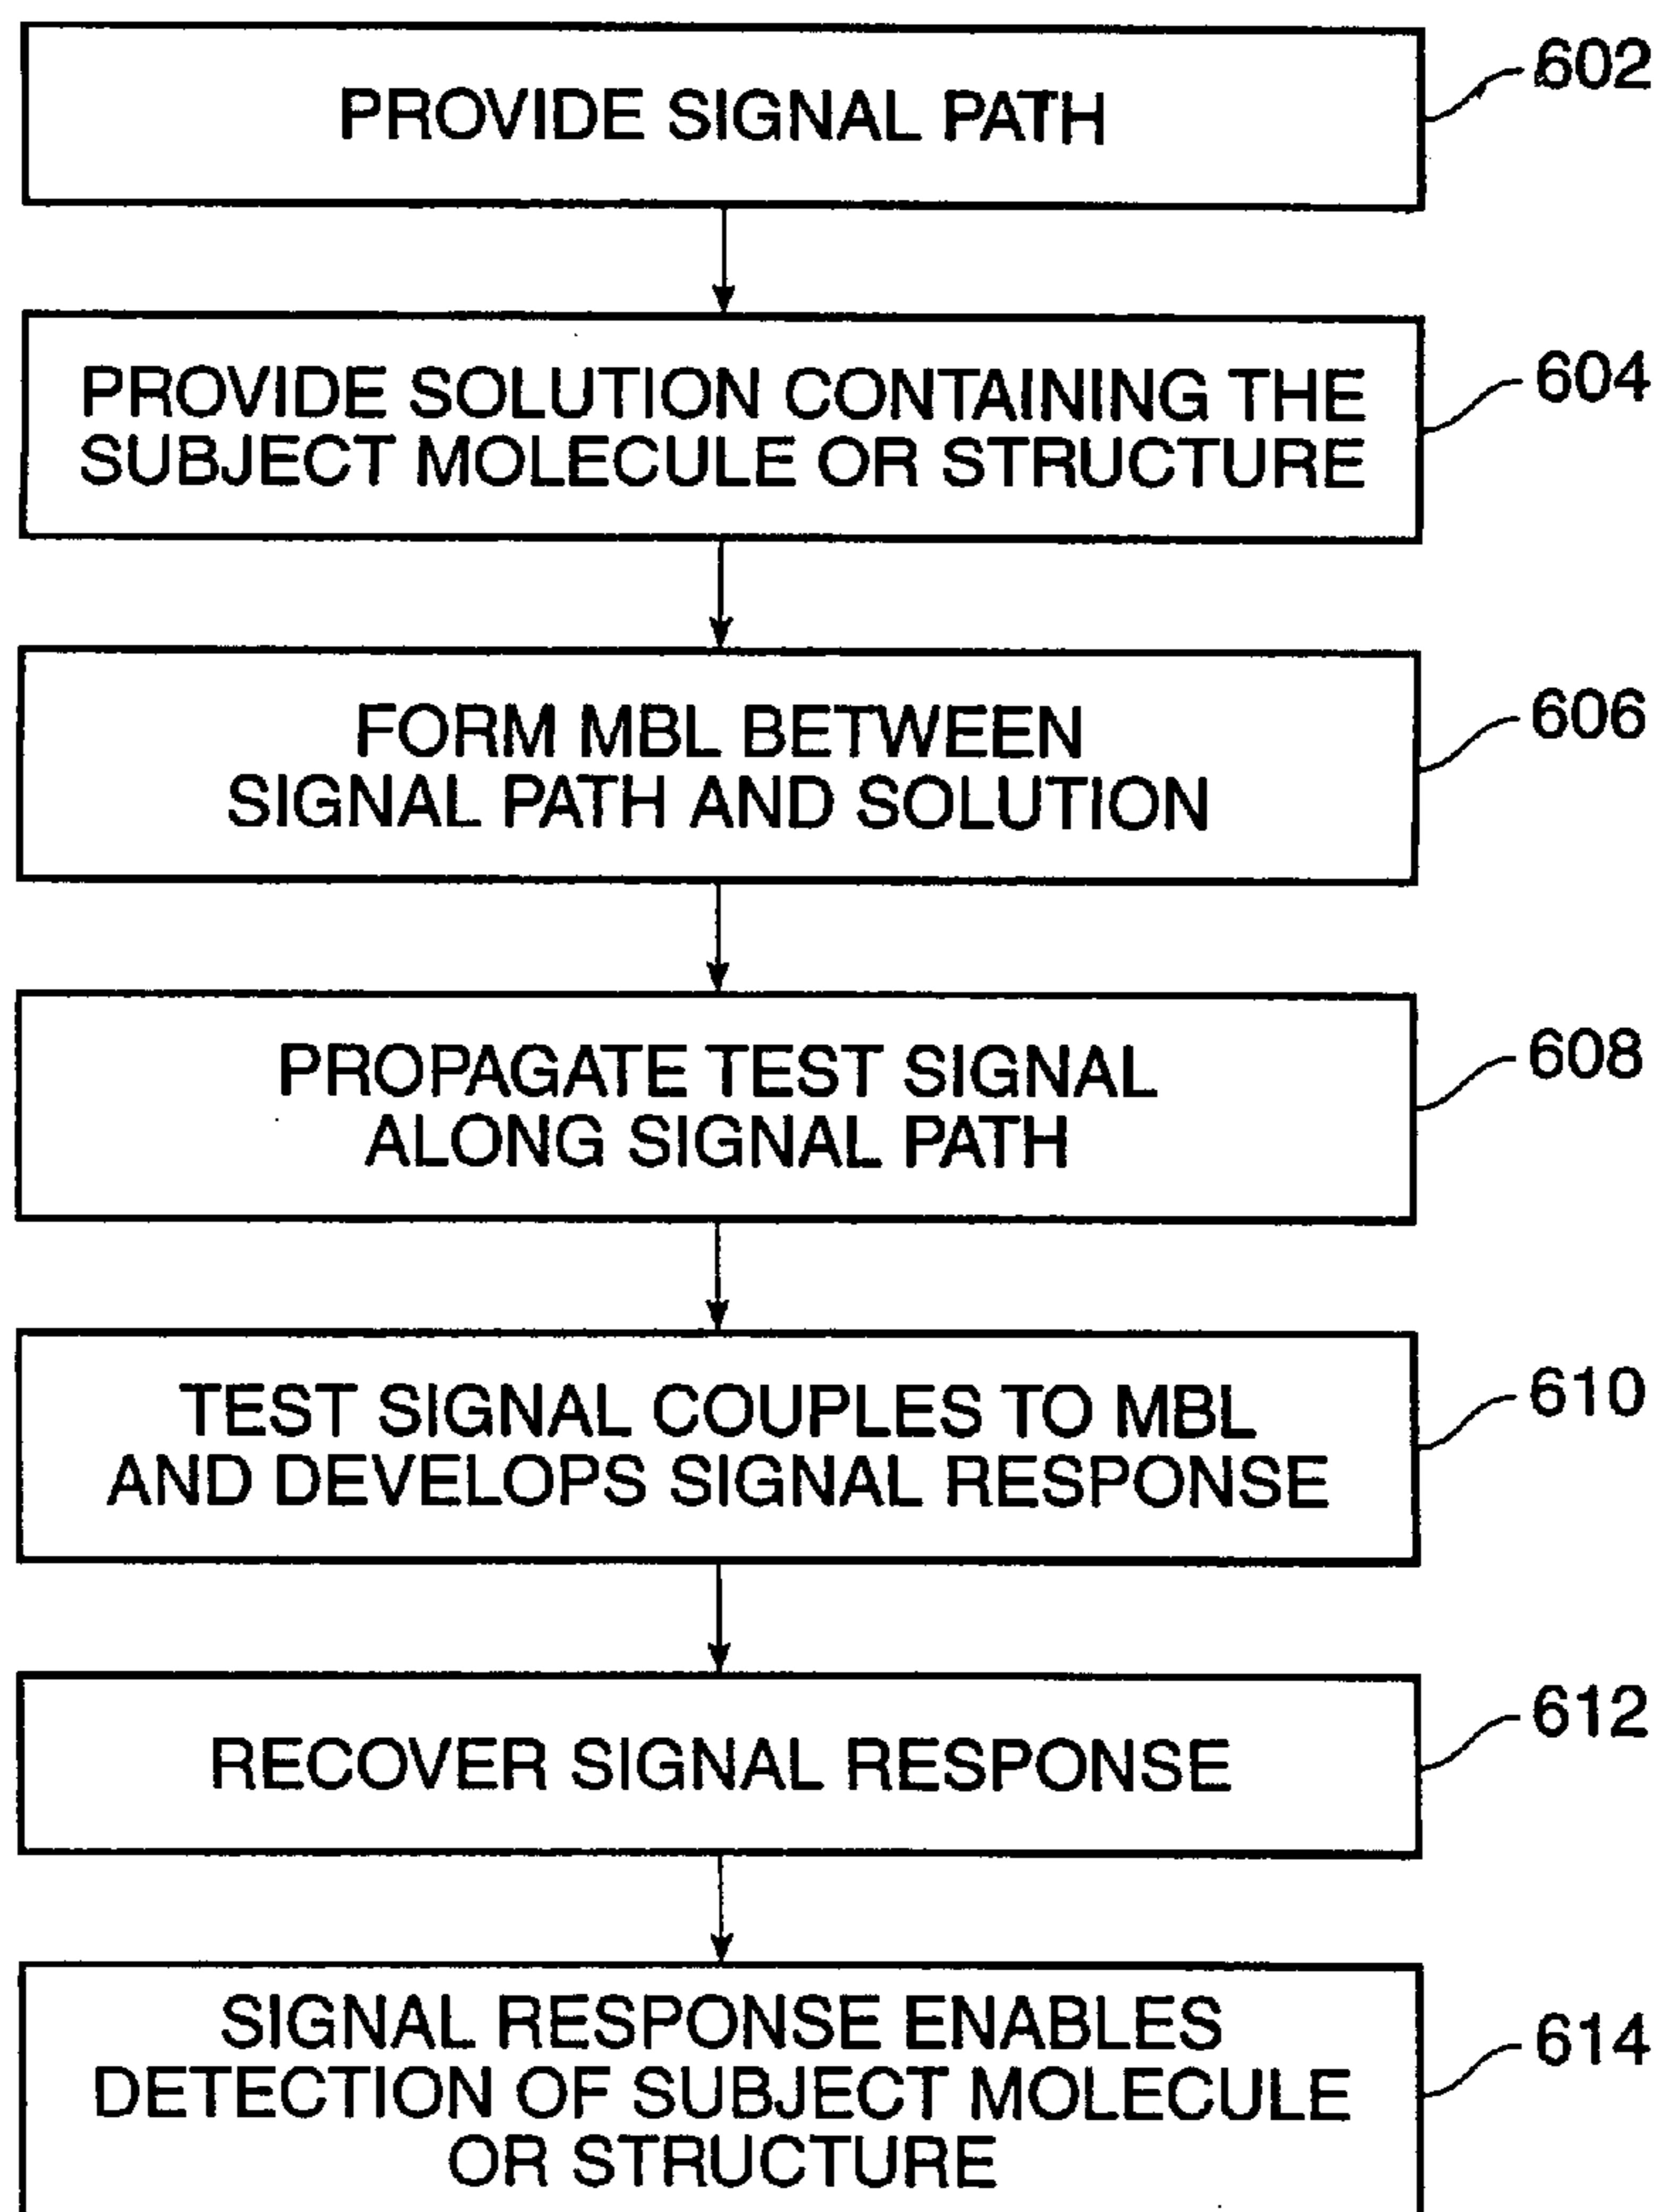 PROVIDE SIGNAL PATH
602
PROVIDE SOLUTION CONTAINING THE
SUBJECT MOLECULE OR STRUCTURE
604
FORM MBL BETWEEN
SIGNAL PATH AND SOLUTION
606
PROPAGATE TEST SIGNAL
ALONG SIGNAL PATH
608
TEST SIGNAL COUPLES TO MBL
AND DEVELOPS SIGNAL RESPONSE
610
RECOVER SIGNAL RESPONSE
612
SIGNAL RESPONSE ENABLES
DETECTION OF SUBJECT MOLECULE
OR STRUCTURE
614